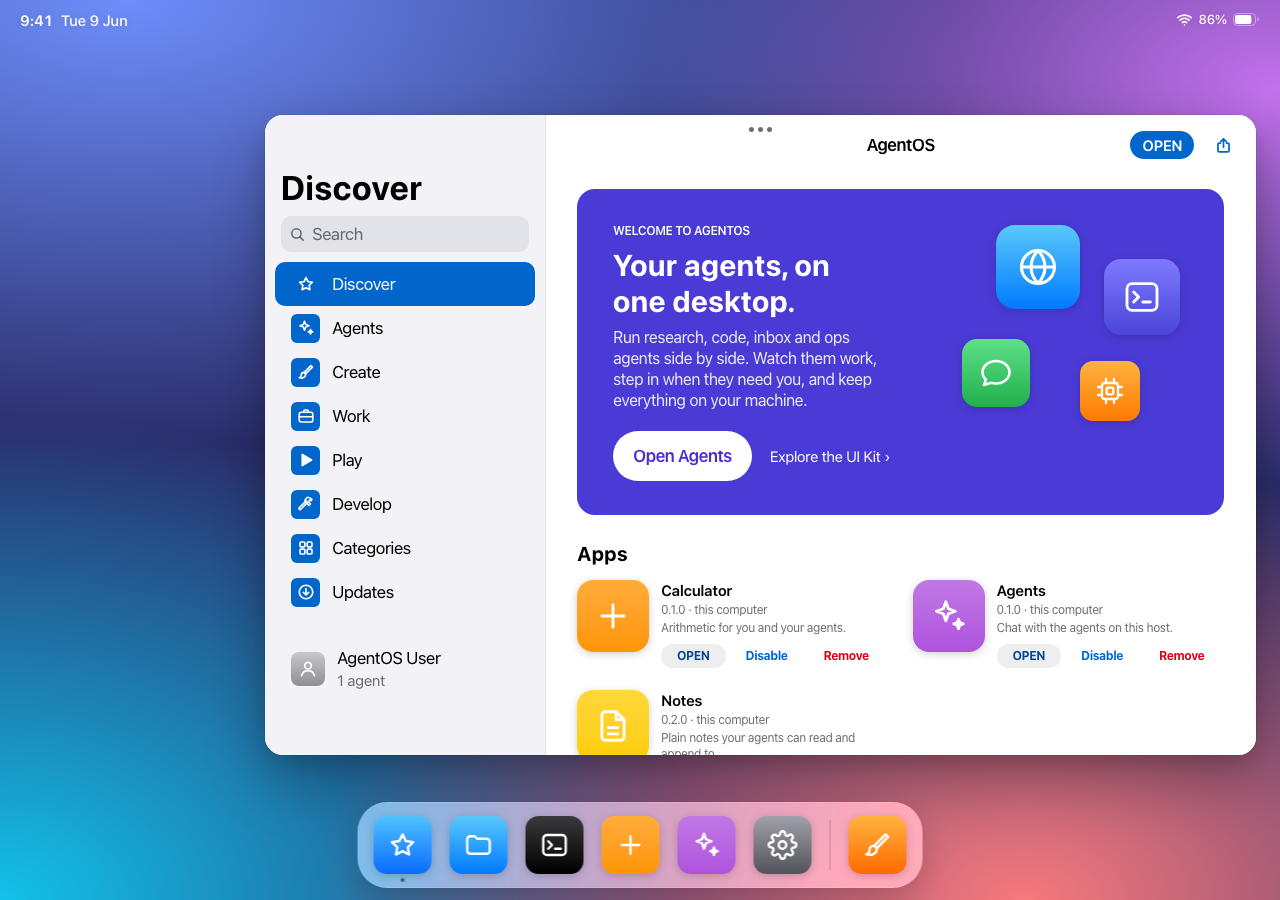 9:41 Tue 9 Jun
86%
Discover
Search
Discover
Agents
Create
Work
Play
Develop
Categories
Updates
AgentOS User
1 agent
AgentOS
OPEN
WELCOME TO AGENTOS
Your agents, on
one desktop.
Run research, code, inbox and ops
agents side by side. Watch them work,
step in when they need you, and keep
everything on your machine.
Open Agents
Explore the UI Kit ›
Apps
Calculator
0.1.0 · this computer
Arithmetic for you and your agents.
OPEN Disable Remove
Agents
0.1.0 · this computer
Chat with the agents on this host.
OPEN Disable Remove
Notes
0.2.0 · this computer
Plain notes your agents can read and
append to.